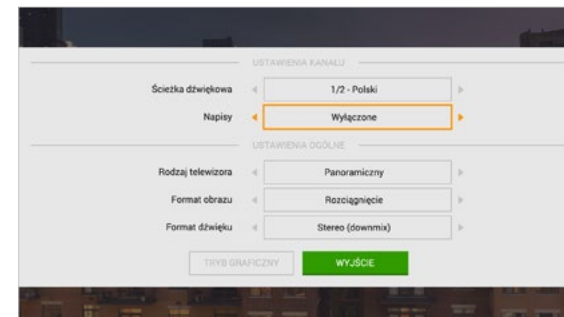 USTAWIENIA KANAŁU
Ścieżka dźwiękowa 1/2 - Polski
Napisy Wyłączone
USTAWIENIA OGÓLNE
Rodzaj telewizora Panoramiczny
Format obrazu Rozciągnięcie
Format dźwięku Stereo (downmix)
TRYB GRAFICZNY WYJŚCIE